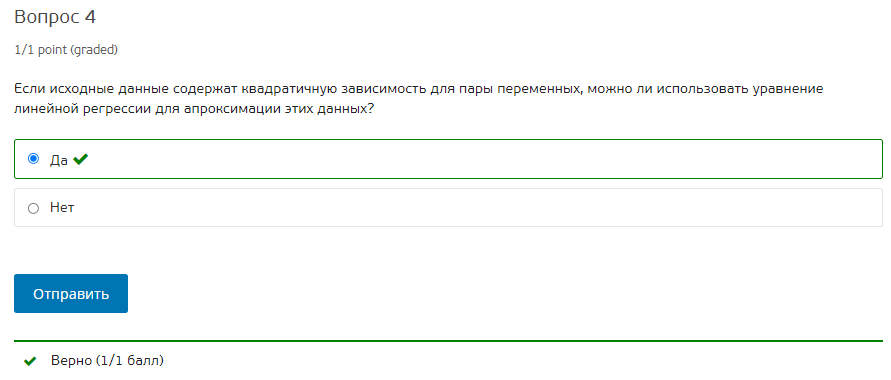 Вопрос 4
1/1 point (graded)
Если исходные данные содержат квадратичную зависимость для пары переменных, можно ли использовать уравнение
линейной регрессии для апроксимации этих данных?
Да
Нет
Отправить
Верно (1/1 балл)